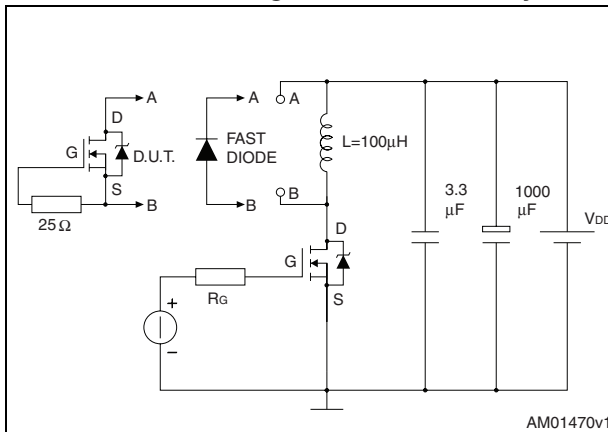 A
A
A
D
FAST
DIODE
L=100µH
G
D.U.T.
S
B
B
B
25 Ω
3.3
µF
1000
µF
VDD
D
G
S
RG
+
–
AM01470v1